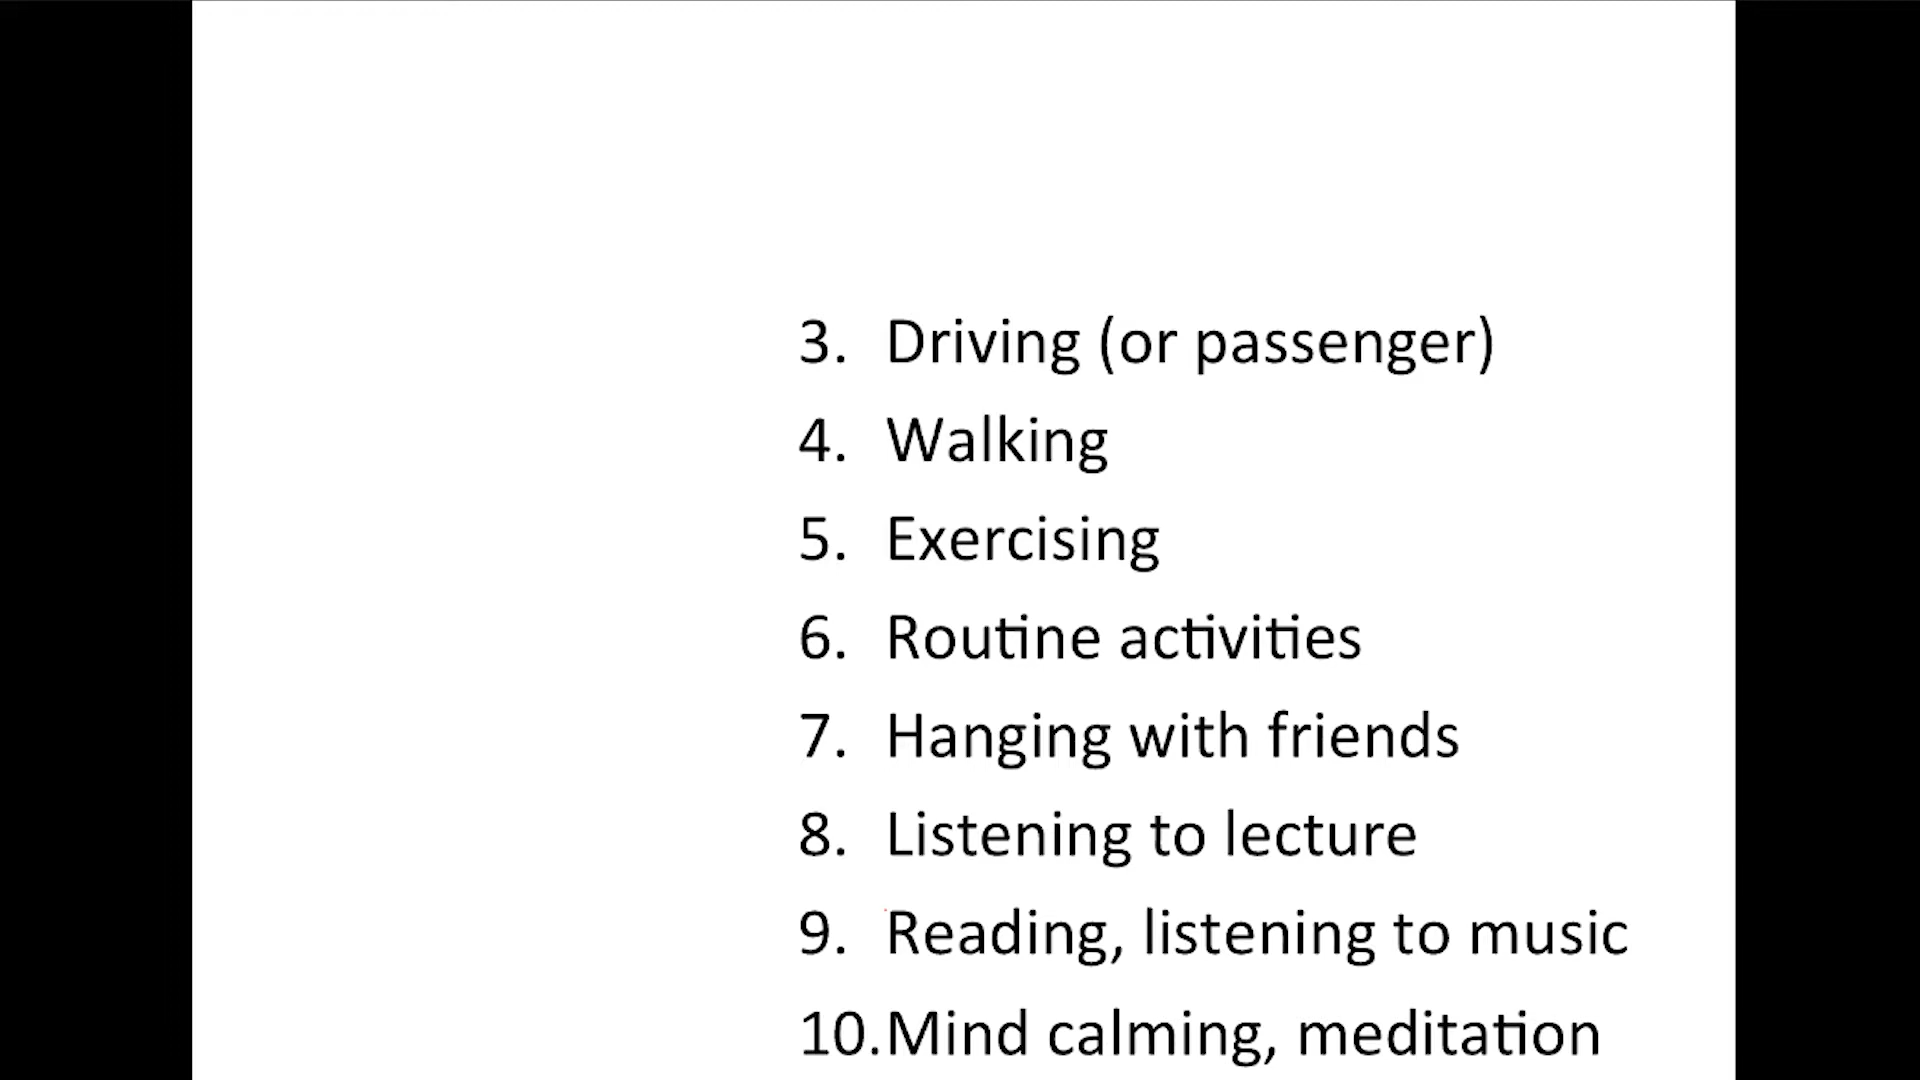 3. Driving (or passenger)
4. Walking
5. Exercising
6. Routine activities
7. Hanging with friends
8. Listening to lecture
9. Reading, listening to music
10. Mind calming, meditation